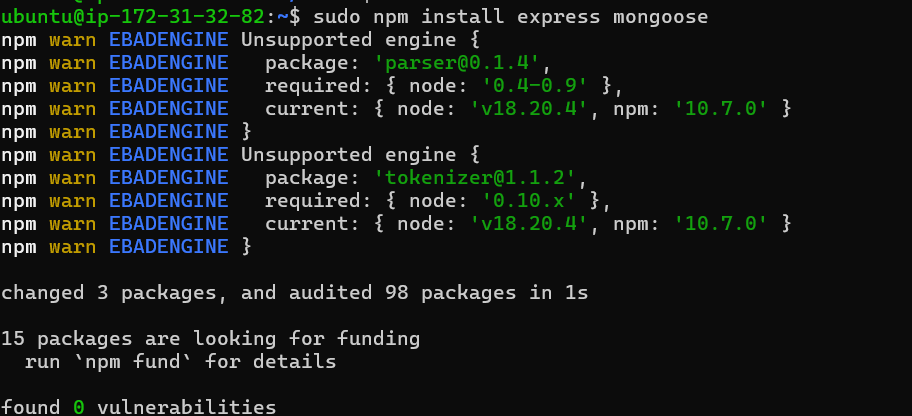 ubuntu@ip-172-31-32-82:~$ sudo npm install express mongoose
npm warn EBADENGINE Unsupported engine {
npm warn EBADENGINE   package: 'parser@0.1.4',
npm warn EBADENGINE   required: { node: '0.4-0.9' },
npm warn EBADENGINE   current: { node: 'v18.20.4', npm: '10.7.0' }
npm warn EBADENGINE }
npm warn EBADENGINE Unsupported engine {
npm warn EBADENGINE   package: 'tokenizer@1.1.2',
npm warn EBADENGINE   required: { node: '0.10.x' },
npm warn EBADENGINE   current: { node: 'v18.20.4', npm: '10.7.0' }
npm warn EBADENGINE }
changed 3 packages, and audited 98 packages in 1s
15 packages are looking for funding
  run `npm fund` for details
found 0 vulnerabilities